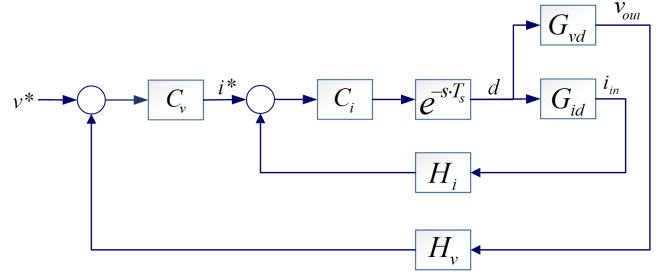 G_vd
v_out
v*
C_v
i*
C_i
e^{-s·T_s}
d
G_id
i_in
H_i
H_v